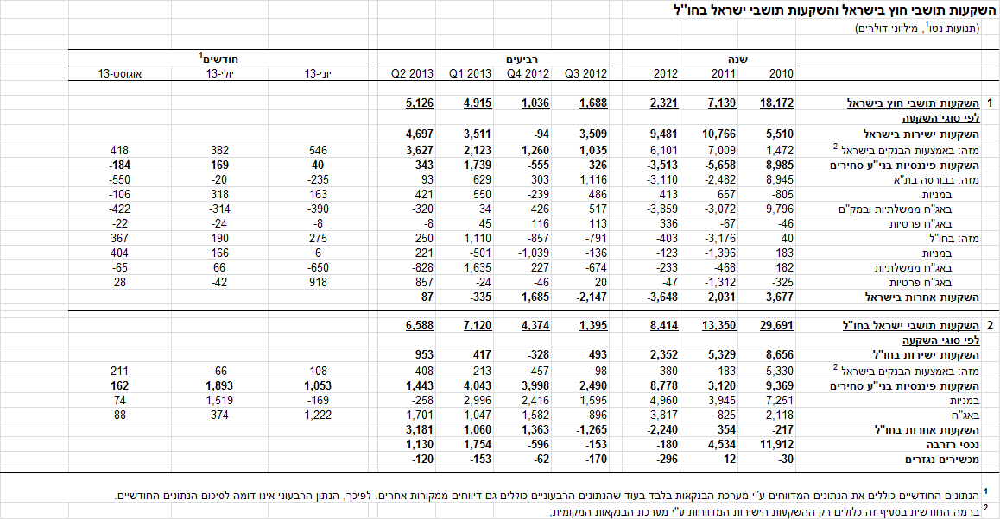 השקעות תושבי חוץ בישראל והשקעות תושבי ישראל בחו"ל
(תנועות נטו1, מיליוני דולרים)
שנה רביעים חודשים1
2010 2011 2012 Q3 2012 Q4 2012 Q1 2013 Q2 2013 יוני-13 יולי-13 אוגוסט-13
1 השקעות תושבי חוץ בישראל 18,172 7,139 2,321 1,688 1,036 4,915 5,126
לפי סוגי השקעה
השקעות ישירות בישראל 5,510 10,766 9,481 3,509 -94 3,511 4,697
מזה: באמצעות הבנקים בישראל 2 1,472 7,009 6,101 1,035 1,260 2,123 3,627 546 382 418
השקעות פיננסיות בני"ע סחירים 8,985 -5,658 -3,513 326 -555 1,739 343 40 169 -184
מזה: בבורסה בת"א 8,945 -2,482 -3,110 1,116 303 629 93 -235 -20 -550
במניות -805 657 413 486 -239 550 421 163 318 -106
באג"ח ממשלתיות ובמק"ם 9,796 -3,072 -3,859 517 426 34 -320 -390 -314 -422
באג"ח פרטיות -46 -67 336 113 116 45 -8 -8 -24 -22
מזה: בחו"ל 40 -3,176 -403 -791 -857 1,110 250 275 190 367
במניות 183 -1,396 -123 -136 -1,039 -501 221 6 166 404
באג"ח ממשלתיות 182 -468 -233 -674 227 1,635 -828 -650 66 -65
באג"ח פרטיות -325 -1,312 -47 20 -46 -24 857 918 -42 28
השקעות אחרות בישראל 3,677 2,031 -3,648 -2,147 1,685 -335 87
2 השקעות תושבי ישראל בחו"ל 29,691 13,350 8,414 1,395 4,374 7,120 6,588
לפי סוגי השקעה
השקעות ישירות בחו"ל 8,656 5,329 2,352 493 -328 417 953
מזה: באמצעות הבנקים בישראל 2 5,330 -183 -380 -98 -457 -213 408 108 -66 211
השקעות פיננסיות בני"ע סחירים 9,369 3,120 8,778 2,490 3,998 4,043 1,443 1,053 1,893 162
במניות 7,251 3,945 4,960 1,595 2,416 2,996 -258 -169 1,519 74
באג"ח 2,118 -825 3,817 896 1,582 1,047 1,701 1,222 374 88
השקעות אחרות בחו"ל -217 354 -2,240 -1,265 1,363 1,060 3,181
נכסי רזרבה 11,912 4,534 -180 -153 -596 1,754 1,130
מכשירים נגזרים -30 12 -296 -170 -62 -153 -120
1 הנתונים החודשיים כוללים את הנתונים המדווחים ע"י מערכת הבנקאות בלבד בעוד שהנתונים הרבעוניים כוללים גם דיווחים ממקורות אחרים. לפיכך, הנתון הרבעוני אינו דומה לסיכום הנתונים החודשיים.
2 ברמה החודשית בסעיף זה כלולים רק ההשקעות הישירות המדווחות ע"י מערכת הבנקאות המקומית;